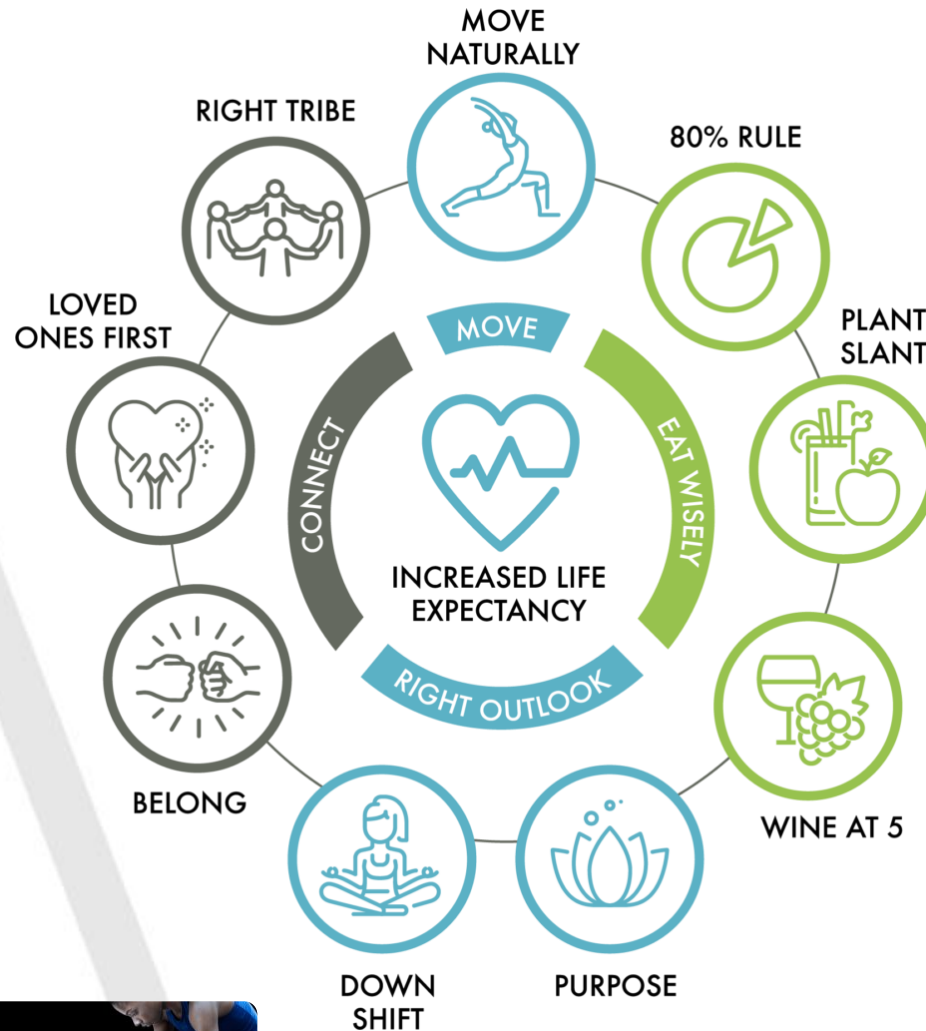 MOVE
NATURALLY
RIGHT TRIBE
80% RULE
LOVED
ONES FIRST
PLANT
SLANT
MOVE
CONNECT
EAT WISELY
INCREASED LIFE
EXPECTANCY
RIGHT OUTLOOK
BELONG
WINE AT 5
DOWN
SHIFT
PURPOSE